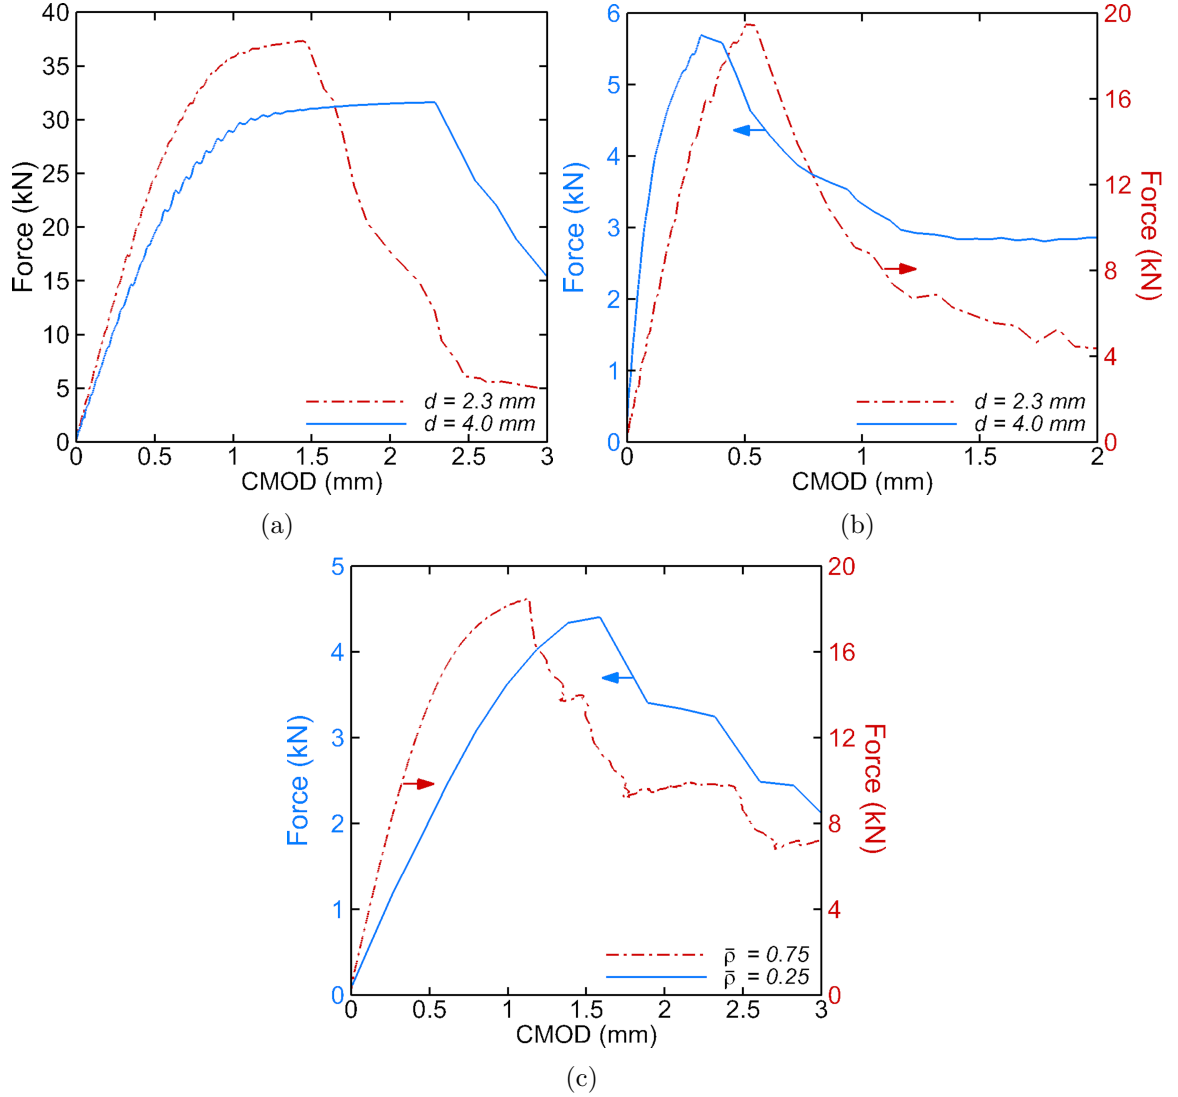 40
35
30
25
20
15
10
5
0
Force (kN)
0 0.5 1 1.5 2 2.5 3
CMOD (mm)
d = 2.3 mm
d = 4.0 mm
(a)
6
5
4
3
2
1
0
Force (kN)
20
16
12
8
4
0
Force (kN)
0 0.5 1 1.5 2
CMOD (mm)
d = 2.3 mm
d = 4.0 mm
(b)
5
4
3
2
1
0
Force (kN)
20
16
12
8
4
0
Force (kN)
0 0.5 1 1.5 2 2.5 3
CMOD (mm)
ρ̄ = 0.75
ρ̄ = 0.25
(c)